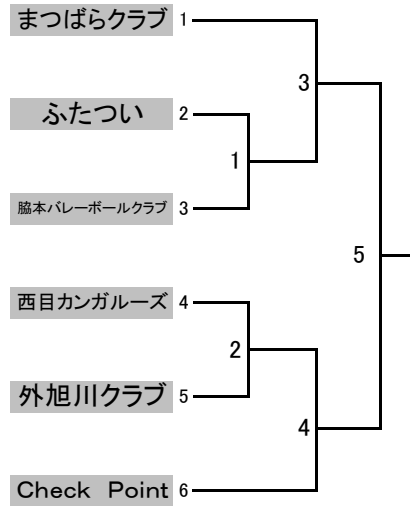 まつばらクラブ 1
3
ふたつい 2
1
脇本バレーボールクラブ 3
5
西目カンガルーズ 4
2
外旭川クラブ 5
4
Check Point 6